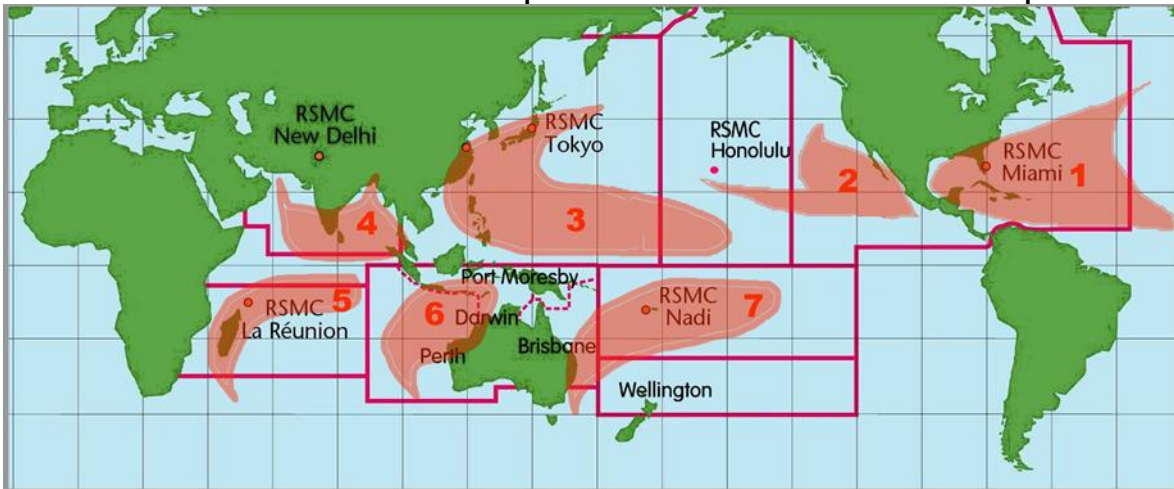 RSMC
New Delhi
RSMC
Tokyo
RSMC
Honolulu
2
RSMC
Miami
1
3
4
Port Moresby
RSMC
La Réunion
5
6
Darwin
Perth
Brisbane
RSMC
Nadi
7
Wellington